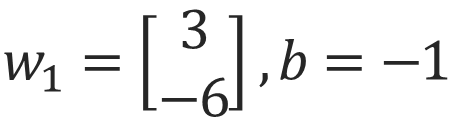 w₁ = [3 −6], b = −1